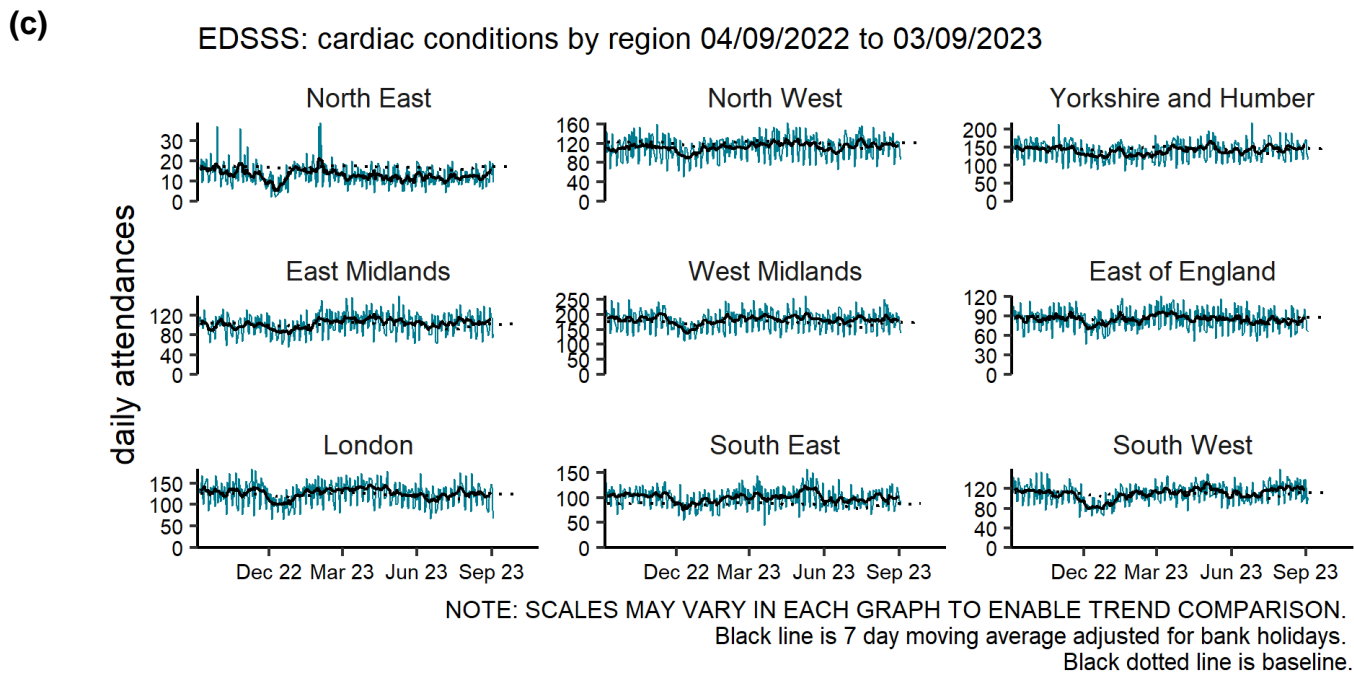 (c)
EDSSS: cardiac conditions by region 04/09/2022 to 03/09/2023
daily attendances
North East
30
20
10
0
North West
160
120
80
40
0
Yorkshire and Humber
200
150
100
50
0
East Midlands
120
80
40
0
West Midlands
250
200
150
100
50
0
East of England
120
90
60
30
0
London
150
100
50
0
Dec 22 Mar 23 Jun 23 Sep 23
South East
150
100
50
0
Dec 22 Mar 23 Jun 23 Sep 23
South West
120
80
40
0
Dec 22 Mar 23 Jun 23 Sep 23
NOTE: SCALES MAY VARY IN EACH GRAPH TO ENABLE TREND COMPARISON.
Black line is 7 day moving average adjusted for bank holidays.
Black dotted line is baseline.